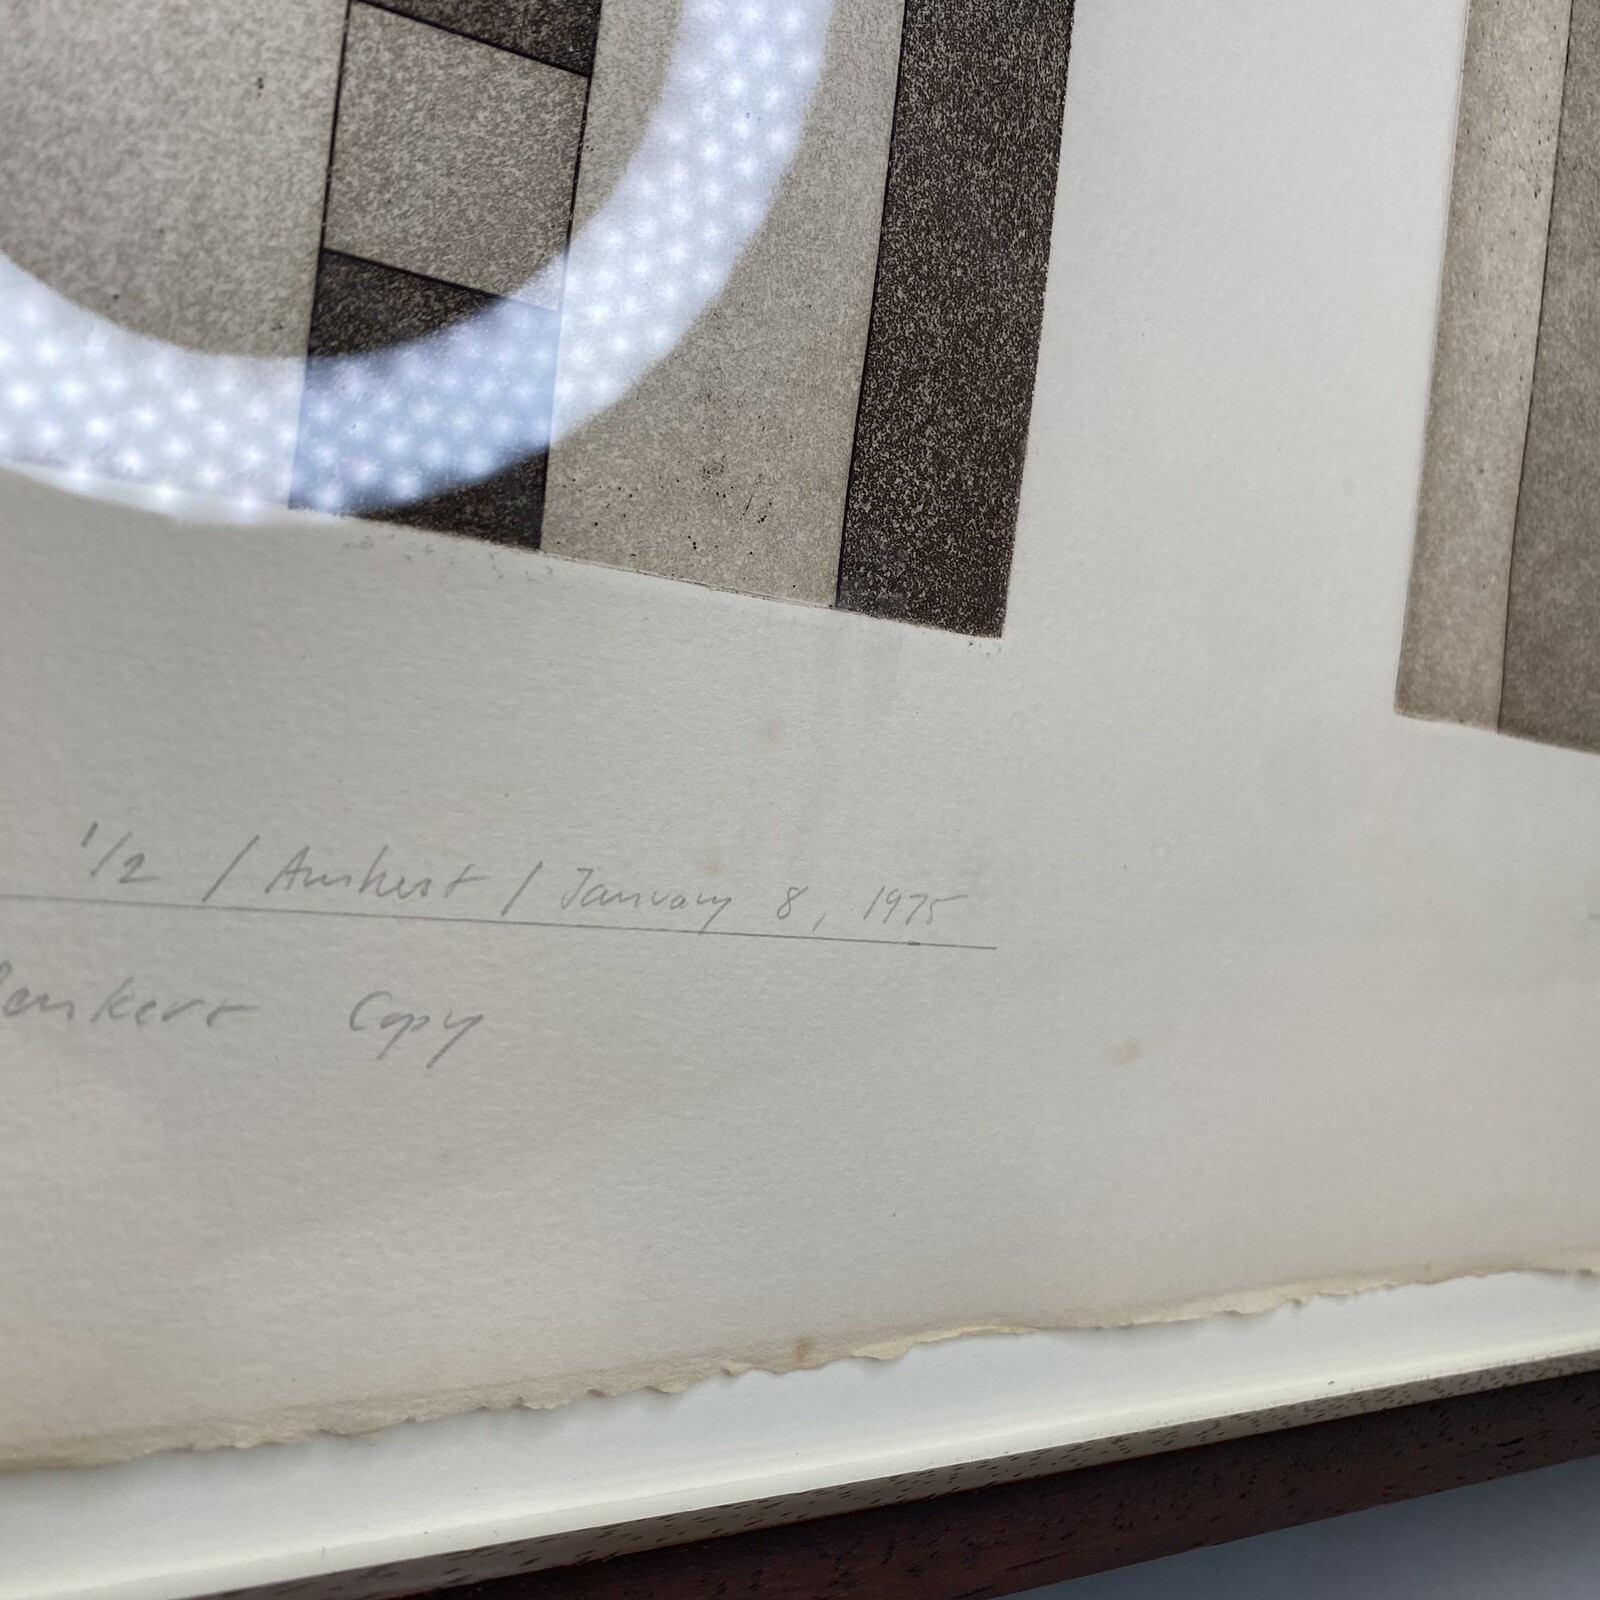 1/2 / Amherst / January 8, 1975
Copy